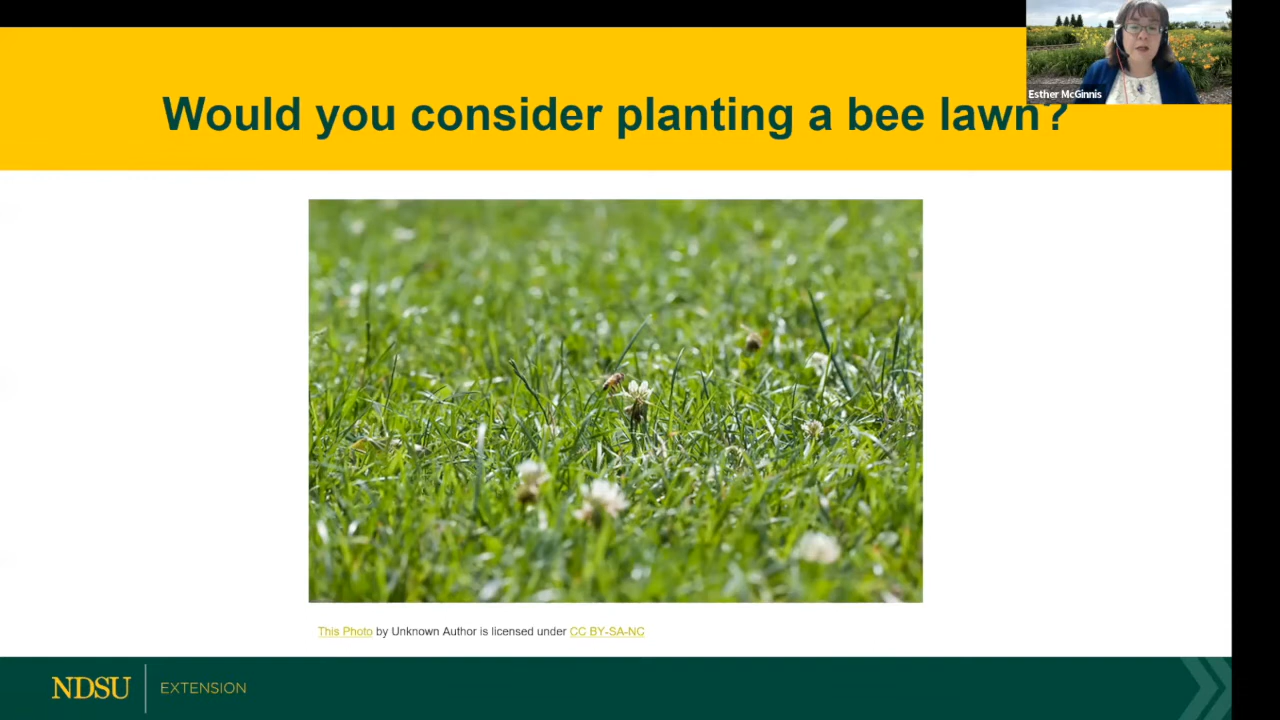 Would you consider planting a bee lawn?
Esther McGinnis
This Photo by Unknown Author is licensed under CC BY-SA-NC
NDSU EXTENSION